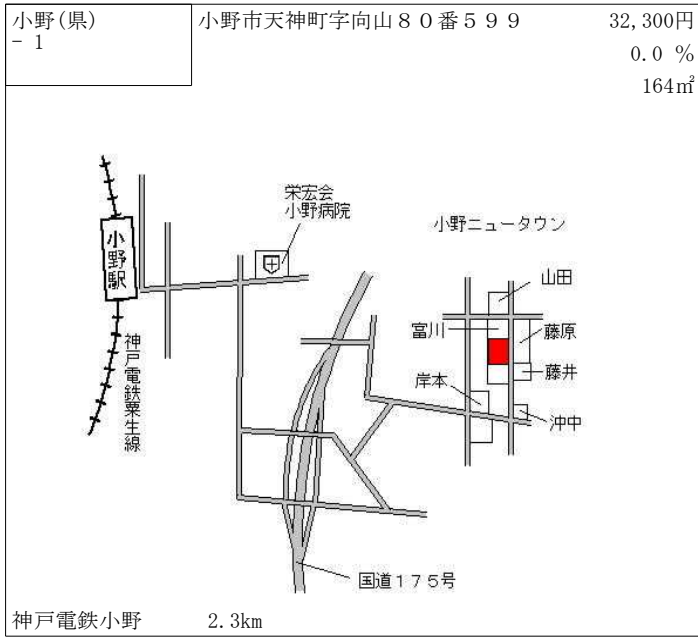 小野(県)
－ 1
小野市天神町字向山８０番５９９
32,300円
0.0 %
164㎡
栄宏会
小野病院
小野ニュータウン
小野駅
山田
富川
藤原
藤井
岸本
沖中
神戸電鉄粟生線
国道１７５号
神戸電鉄小野 2.3km